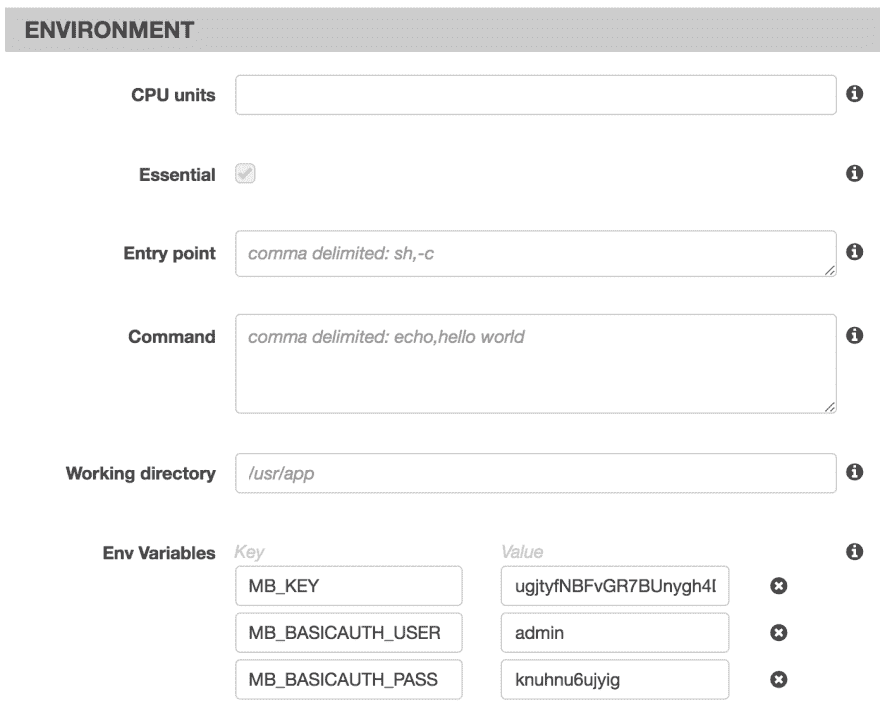 ENVIRONMENT
CPU units
Essential
Entry point comma delimited: sh,-c
Command comma delimited: echo,hello world
Working directory /usr/app
Env Variables Key Value
MB_KEY ugjtyfNBFvGR7BUnygh4
MB_BASICAUTH_USER admin
MB_BASICAUTH_PASS knuhnu6ujyig